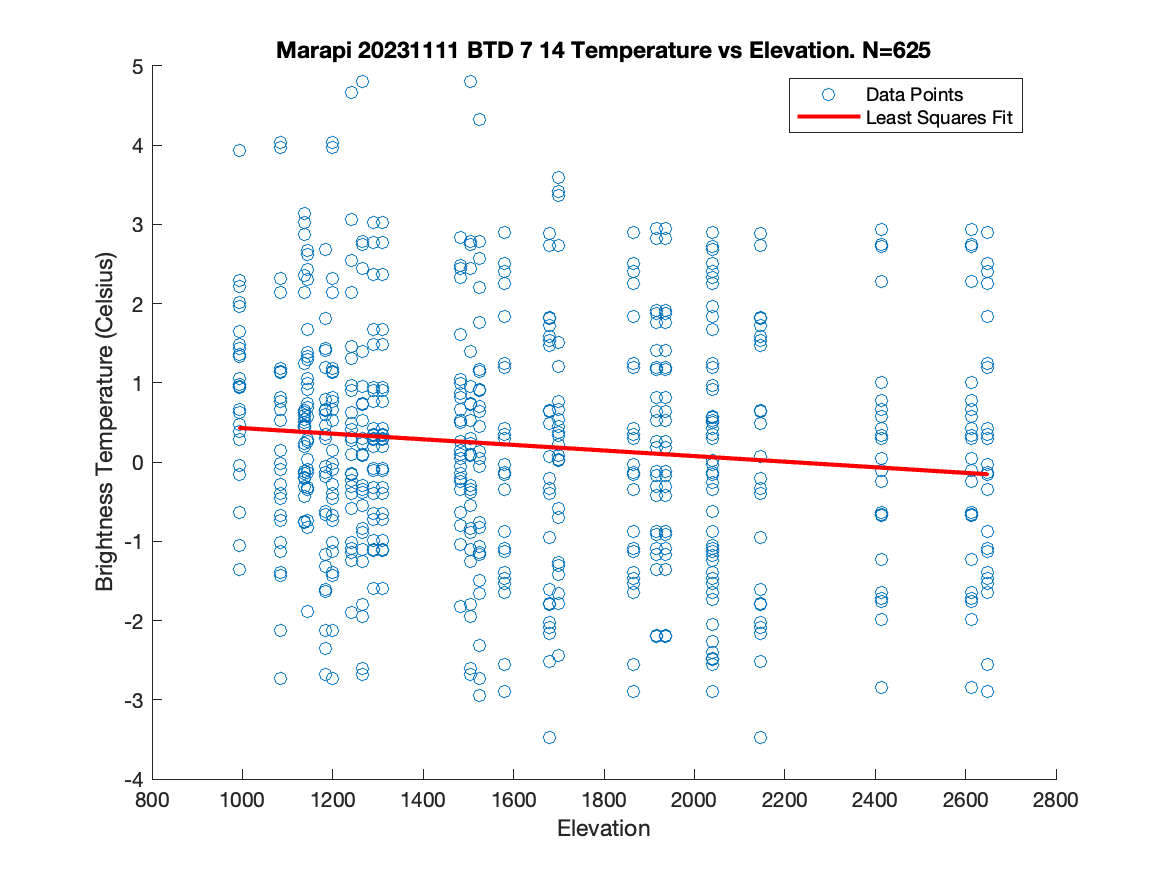 Marapi 20231111 BTD 7 14 Temperature vs Elevation. N=625
Data Points
Least Squares Fit
Brightness Temperature (Celsius)
5
4
3
2
1
0
-1
-2
-3
-4
800 1000 1200 1400 1600 1800 2000 2200 2400 2600 2800
Elevation